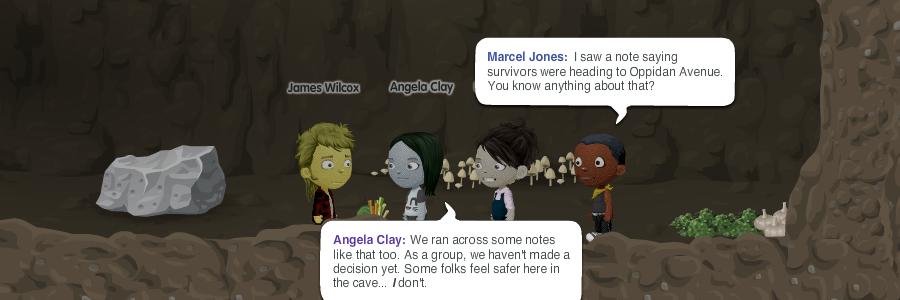 James Wilcox
Angela Clay
Marcel Jones: I saw a note saying
survivors were heading to Oppidan Avenue.
You know anything about that?
Angela Clay: We ran across some notes
like that too. As a group, we haven't made a
decision yet. Some folks feel safer here in
the cave... I don't.